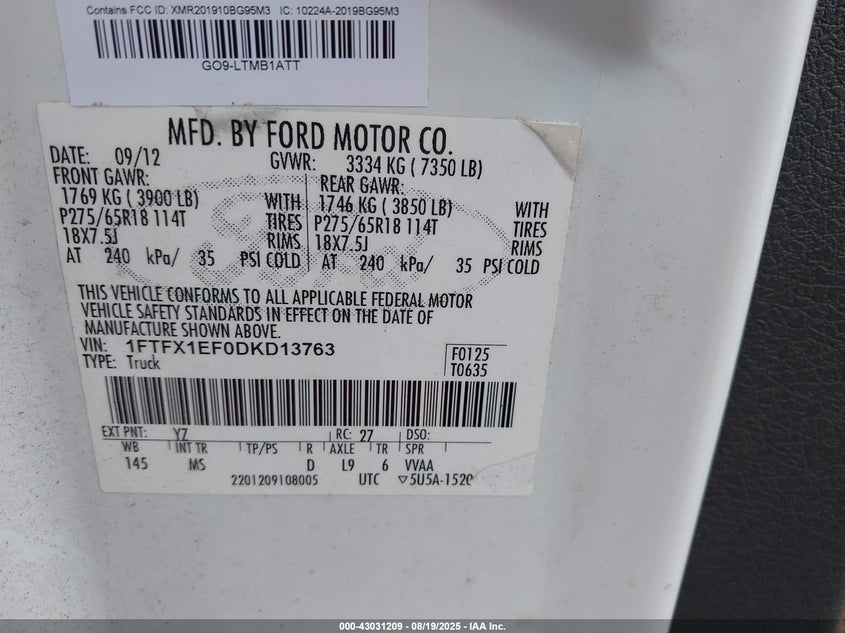 Contains FCC ID: XMR201910BG95M3 IC: 10224A-2019BG95M3
GO9-LTMB1ATT
MFD. BY FORD MOTOR CO.
DATE: 09/12 GVWR: 3334 KG ( 7350 LB)
FRONT GAWR: REAR GAWR:
1769 KG ( 3900 LB) WITH 1746 KG ( 3850 LB) WITH
P275/65R18 114T TIRES P275/65R18 114T TIRES
18X7.5J RIMS 18X7.5J RIMS
AT 240 kPa/ 35 PSI COLD AT 240 kPa/ 35 PSI COLD
Ford
THIS VEHICLE CONFORMS TO ALL APPLICABLE FEDERAL MOTOR
VEHICLE SAFETY STANDARDS IN EFFECT ON THE DATE OF
MANUFACTURE SHOWN ABOVE.
VIN: 1FTFX1EF0DKD13763 F0125
TYPE: Truck T0635
EXT PNT: YZ RC: 27 DSO:
WB INT TR TP/PS R AXLE TR SPR
145 MS D L9 6 VVAA
2201209108005 UTC ▽5U5A-1520
000-43031209 - 08/19/2025 - IAA Inc.